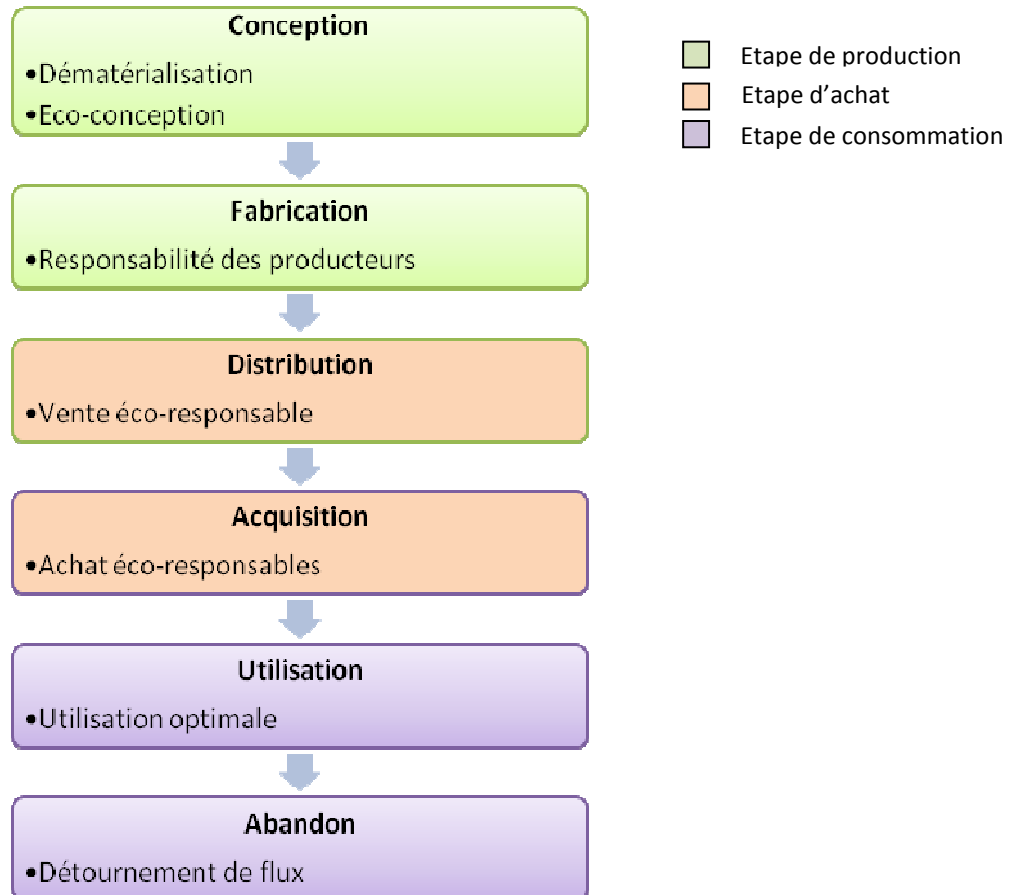 Conception
•Dématérialisation
•Eco-conception
Fabrication
•Responsabilité des producteurs
Distribution
•Vente éco-responsable
Acquisition
•Achat éco-responsables
Utilisation
•Utilisation optimale
Abandon
•Détournement de flux
Etape de production
Etape d’achat
Etape de consommation